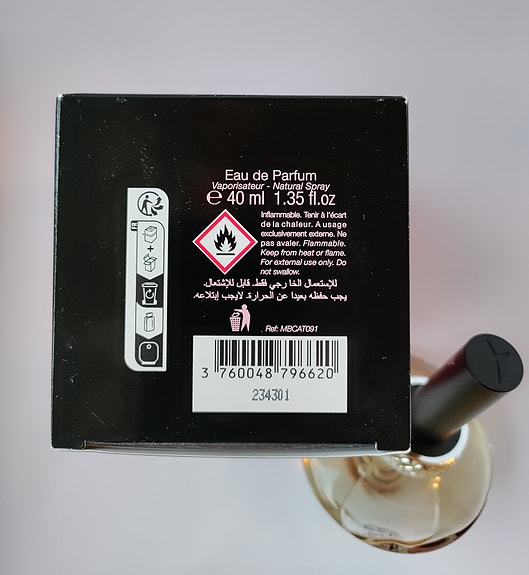 Eau de Parfum
Vaporisateur - Natural Spray
℮ 40 ml 1.35 fl.oz
Inflammable. Tenir à l'écart
de la chaleur. A usage
exclusivement externe. Ne
pas avaler. Flammable.
Keep from heat or flame.
For external use only. Do
not swallow.
للإستعمال الخارجي فقط. قابل للإشتعال.
يجب حفظه بعيدا عن الحرارة. لايجب إبتلاعه.
Ref: MBCAT091
3 760048 796620
234301